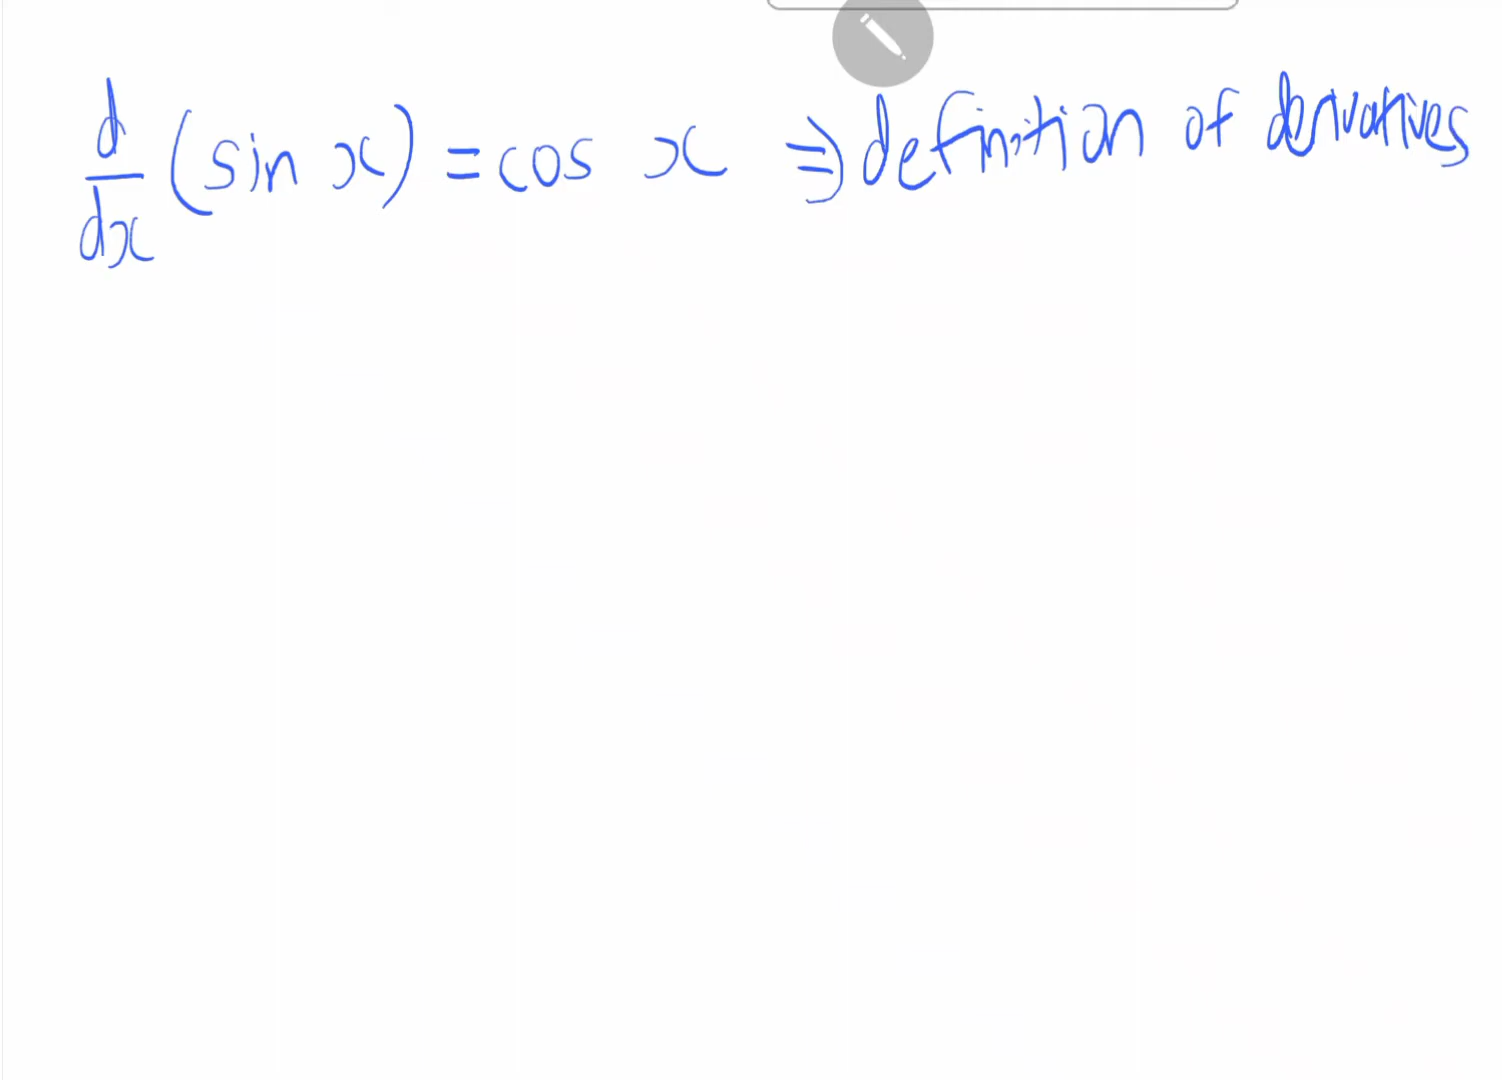 d/dx (sin x) = cos x ⇒ definition of derivatives